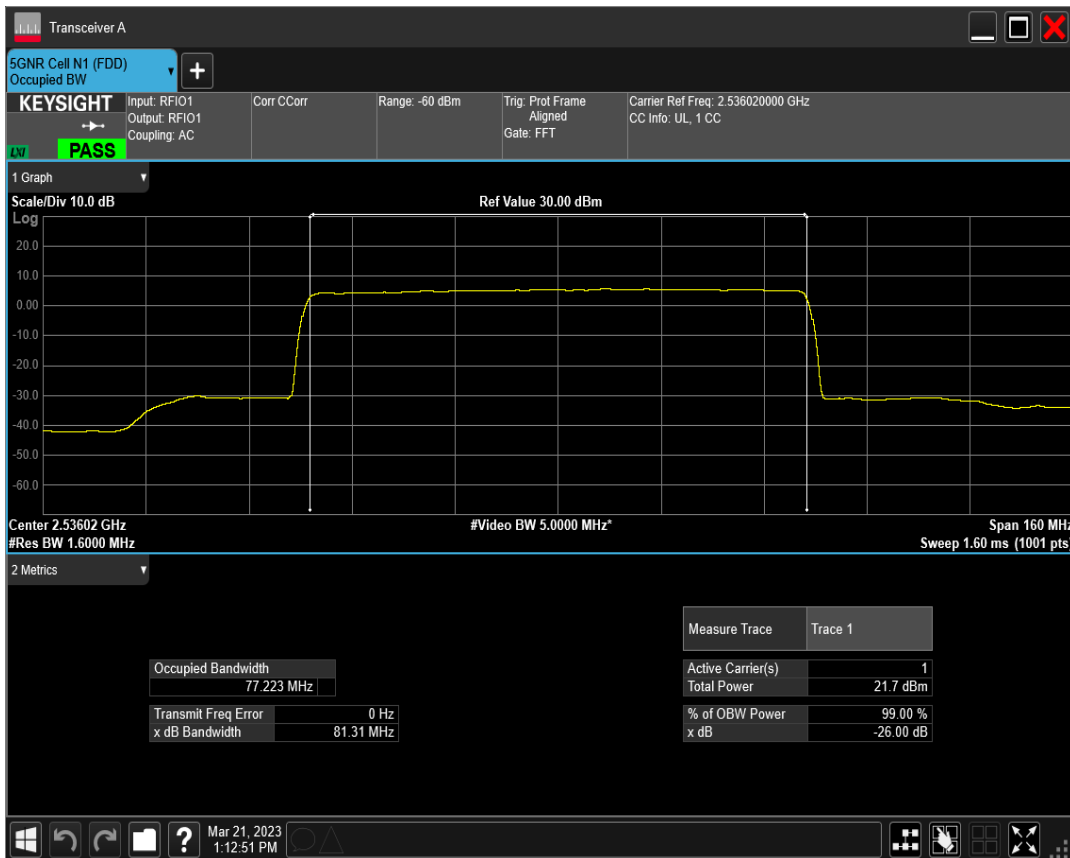 Transceiver A
5GNR Cell N1 (FDD)
Occupied BW
KEYSIGHT
LXI
PASS
Input: RFIO1
Output: RFIO1
Coupling: AC
Corr CCorr
Range: -60 dBm
Trig: Prot Frame
Aligned
Gate: FFT
Carrier Ref Freq: 2.536020000 GHz
CC Info: UL, 1 CC
1 Graph
Scale/Div 10.0 dB
Ref Value 30.00 dBm
Log
20.0
10.0
0.00
-10.0
-20.0
-30.0
-40.0
-50.0
-60.0
Center 2.53602 GHz
#Video BW 5.0000 MHz*
Span 160 MHz
#Res BW 1.6000 MHz
Sweep 1.60 ms (1001 pts)
2 Metrics
Measure Trace Trace 1
Occupied Bandwidth
77.223 MHz
Transmit Freq Error 0 Hz
x dB Bandwidth 81.31 MHz
Active Carrier(s) 1
Total Power 21.7 dBm
% of OBW Power 99.00 %
x dB -26.00 dB
?
Mar 21, 2023
1:12:51 PM